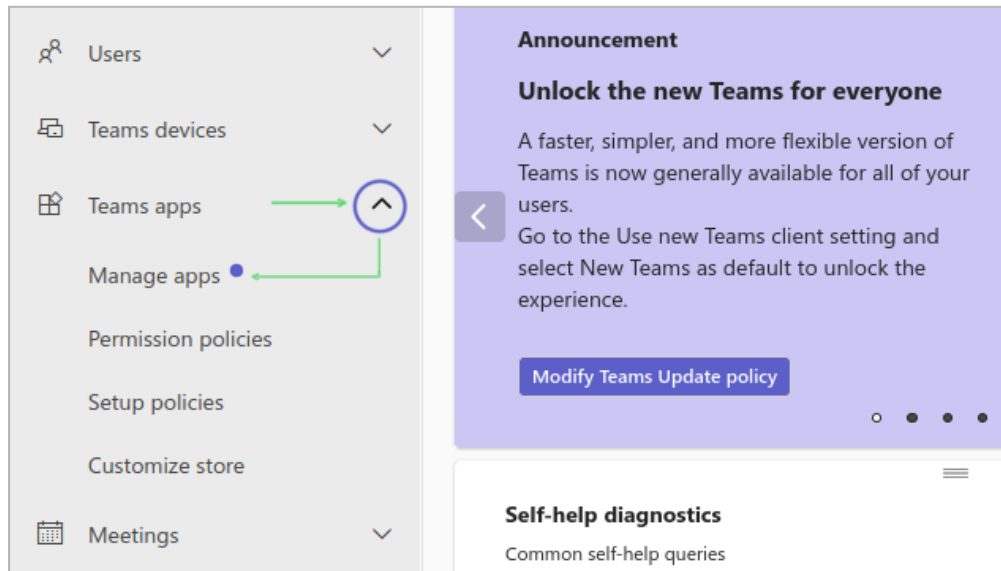 Users
Teams devices
Teams apps
Manage apps
Permission policies
Setup policies
Customize store
Meetings
Announcement
Unlock the new Teams for everyone
A faster, simpler, and more flexible version of
Teams is now generally available for all of your
users.
Go to the Use new Teams client setting and
select New Teams as default to unlock the
experience.
Modify Teams Update policy
Self-help diagnostics
Common self-help queries